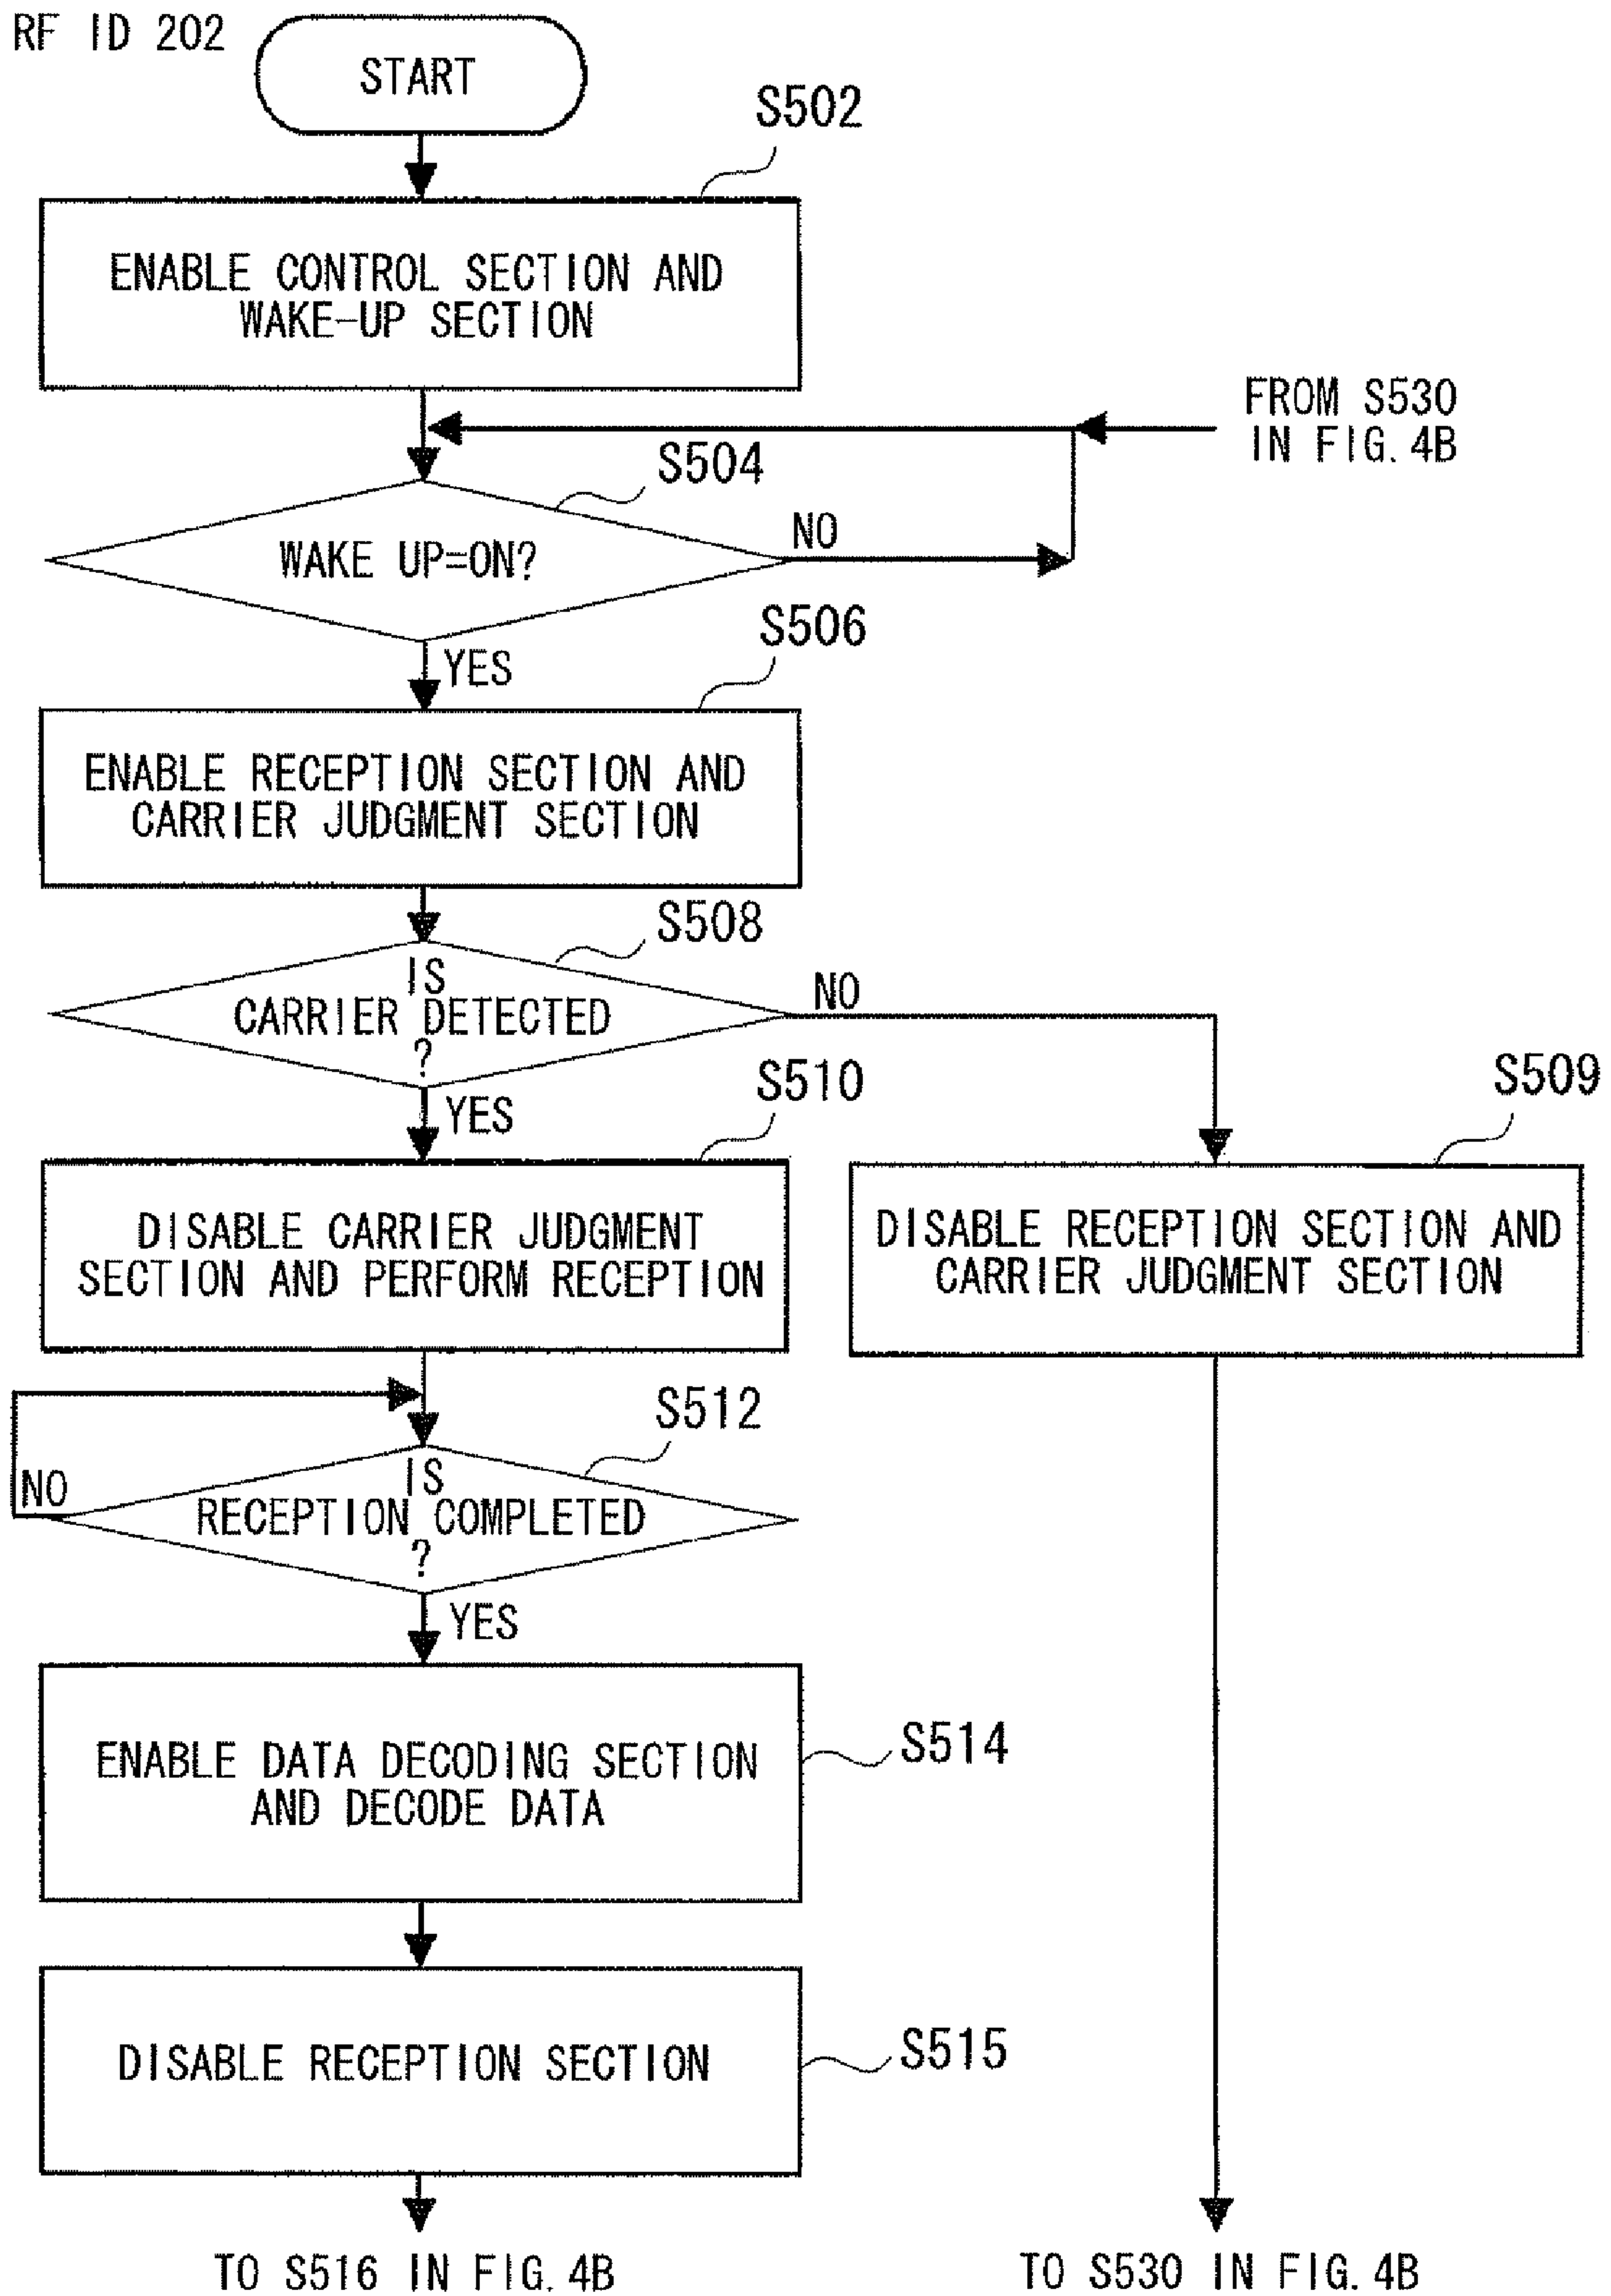 RF ID 202
START
S502
ENABLE CONTROL SECTION AND
WAKE-UP SECTION
FROM S530
IN FIG. 4B
S504
WAKE UP=ON?
NO
YES
S506
ENABLE RECEPTION SECTION AND
CARRIER JUDGMENT SECTION
S508
IS
CARRIER DETECTED
?
NO
YES
S510
DISABLE CARRIER JUDGMENT
SECTION AND PERFORM RECEPTION
S509
DISABLE RECEPTION SECTION AND
CARRIER JUDGMENT SECTION
S512
IS
RECEPTION COMPLETED
?
NO
YES
S514
ENABLE DATA DECODING SECTION
AND DECODE DATA
S515
DISABLE RECEPTION SECTION
TO S516 IN FIG. 4B
TO S530 IN FIG. 4B